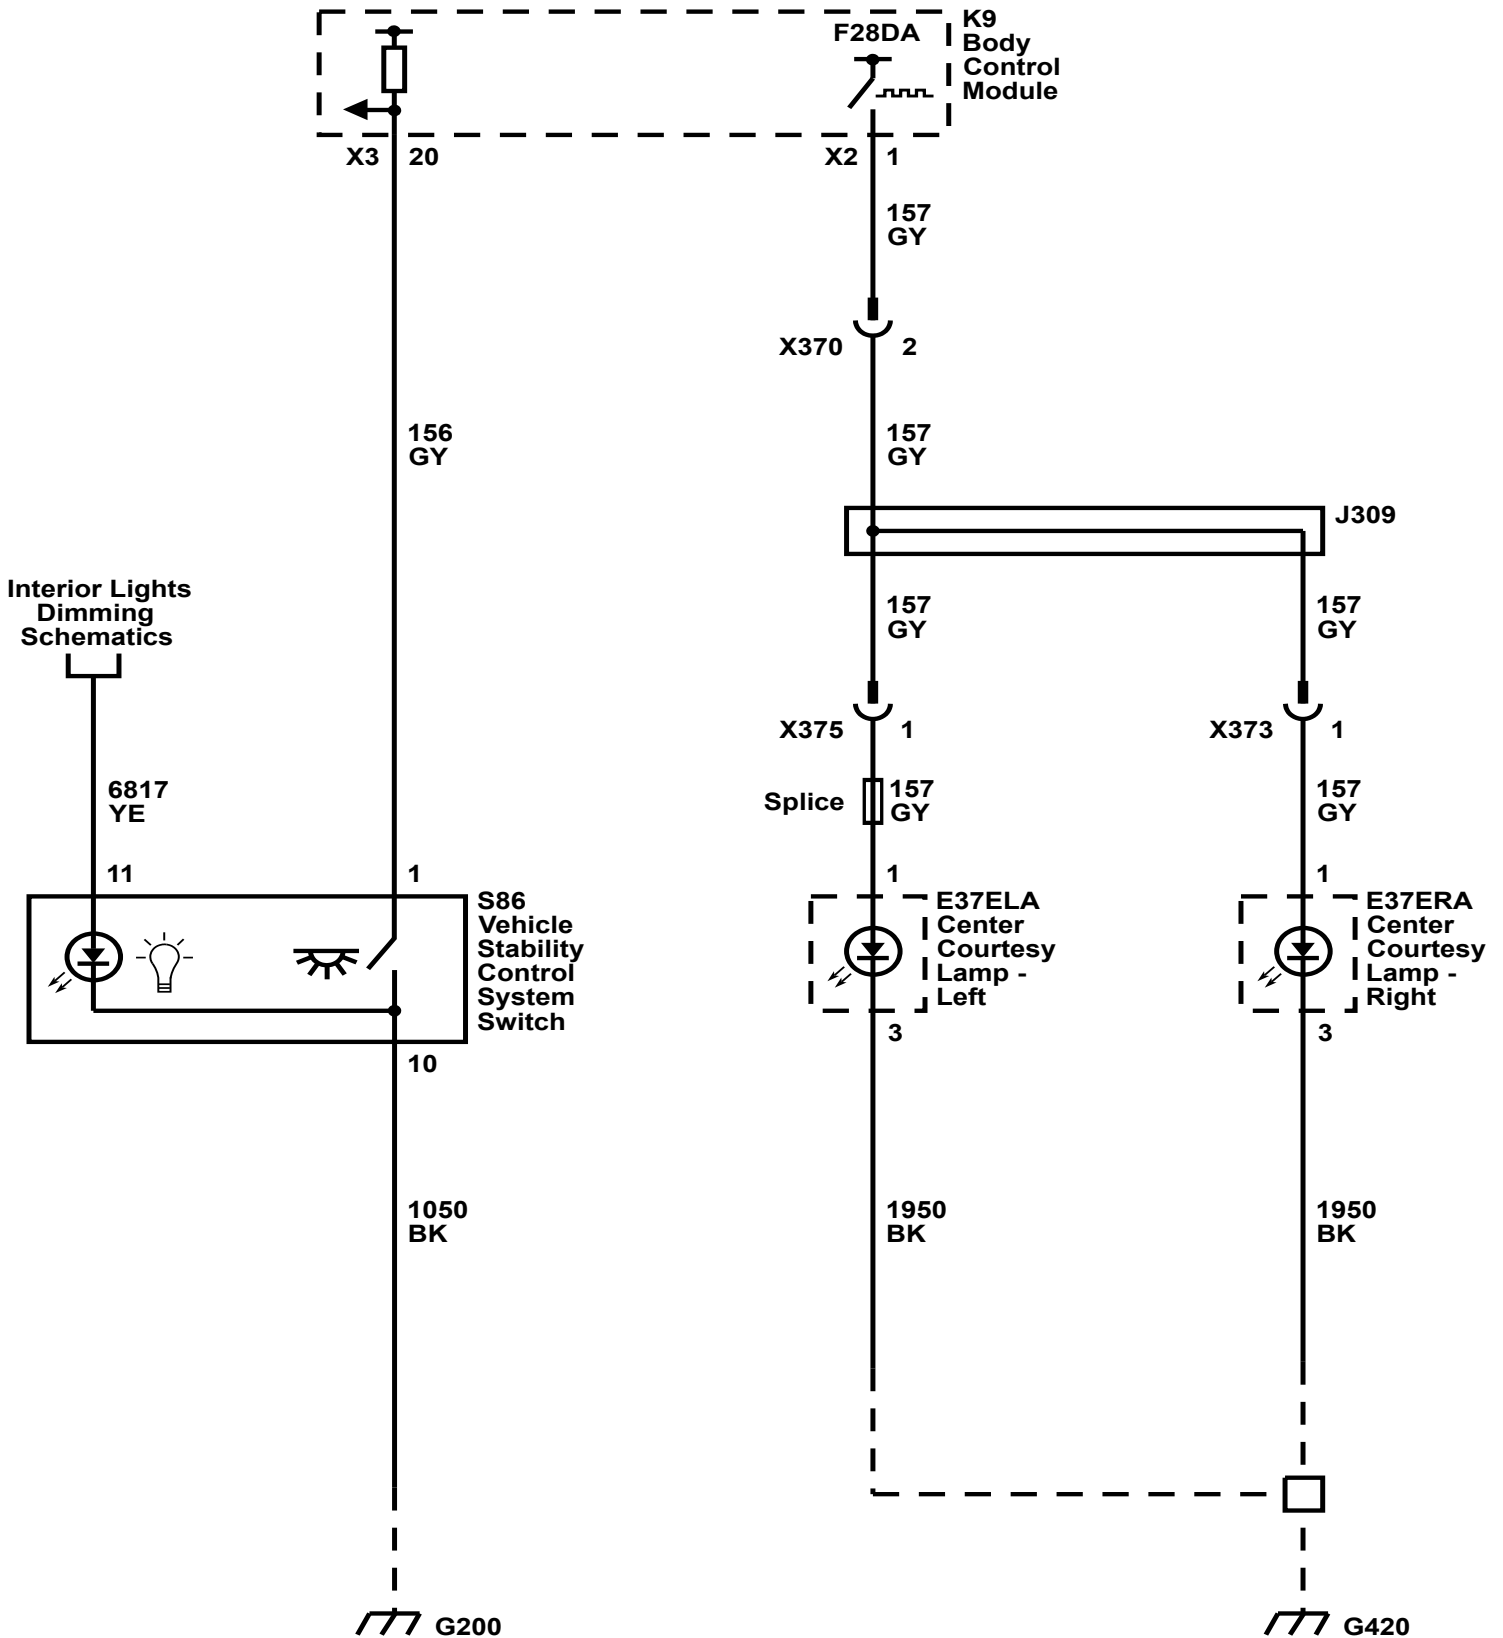 F28DA
K9
Body
Control
Module
X3 20
X2 1
157
GY
X370 2
156
GY
157
GY
J309
Interior Lights
Dimming
Schematics
157
GY
157
GY
X375 1
X373 1
6817
YE
Splice
157
GY
157
GY
11
1
1
1
S86
Vehicle
Stability
Control
System
Switch
E37ELA
Center
Courtesy
Lamp -
Left
E37ERA
Center
Courtesy
Lamp -
Right
10
3
3
1050
BK
1950
BK
1950
BK
G200
G420